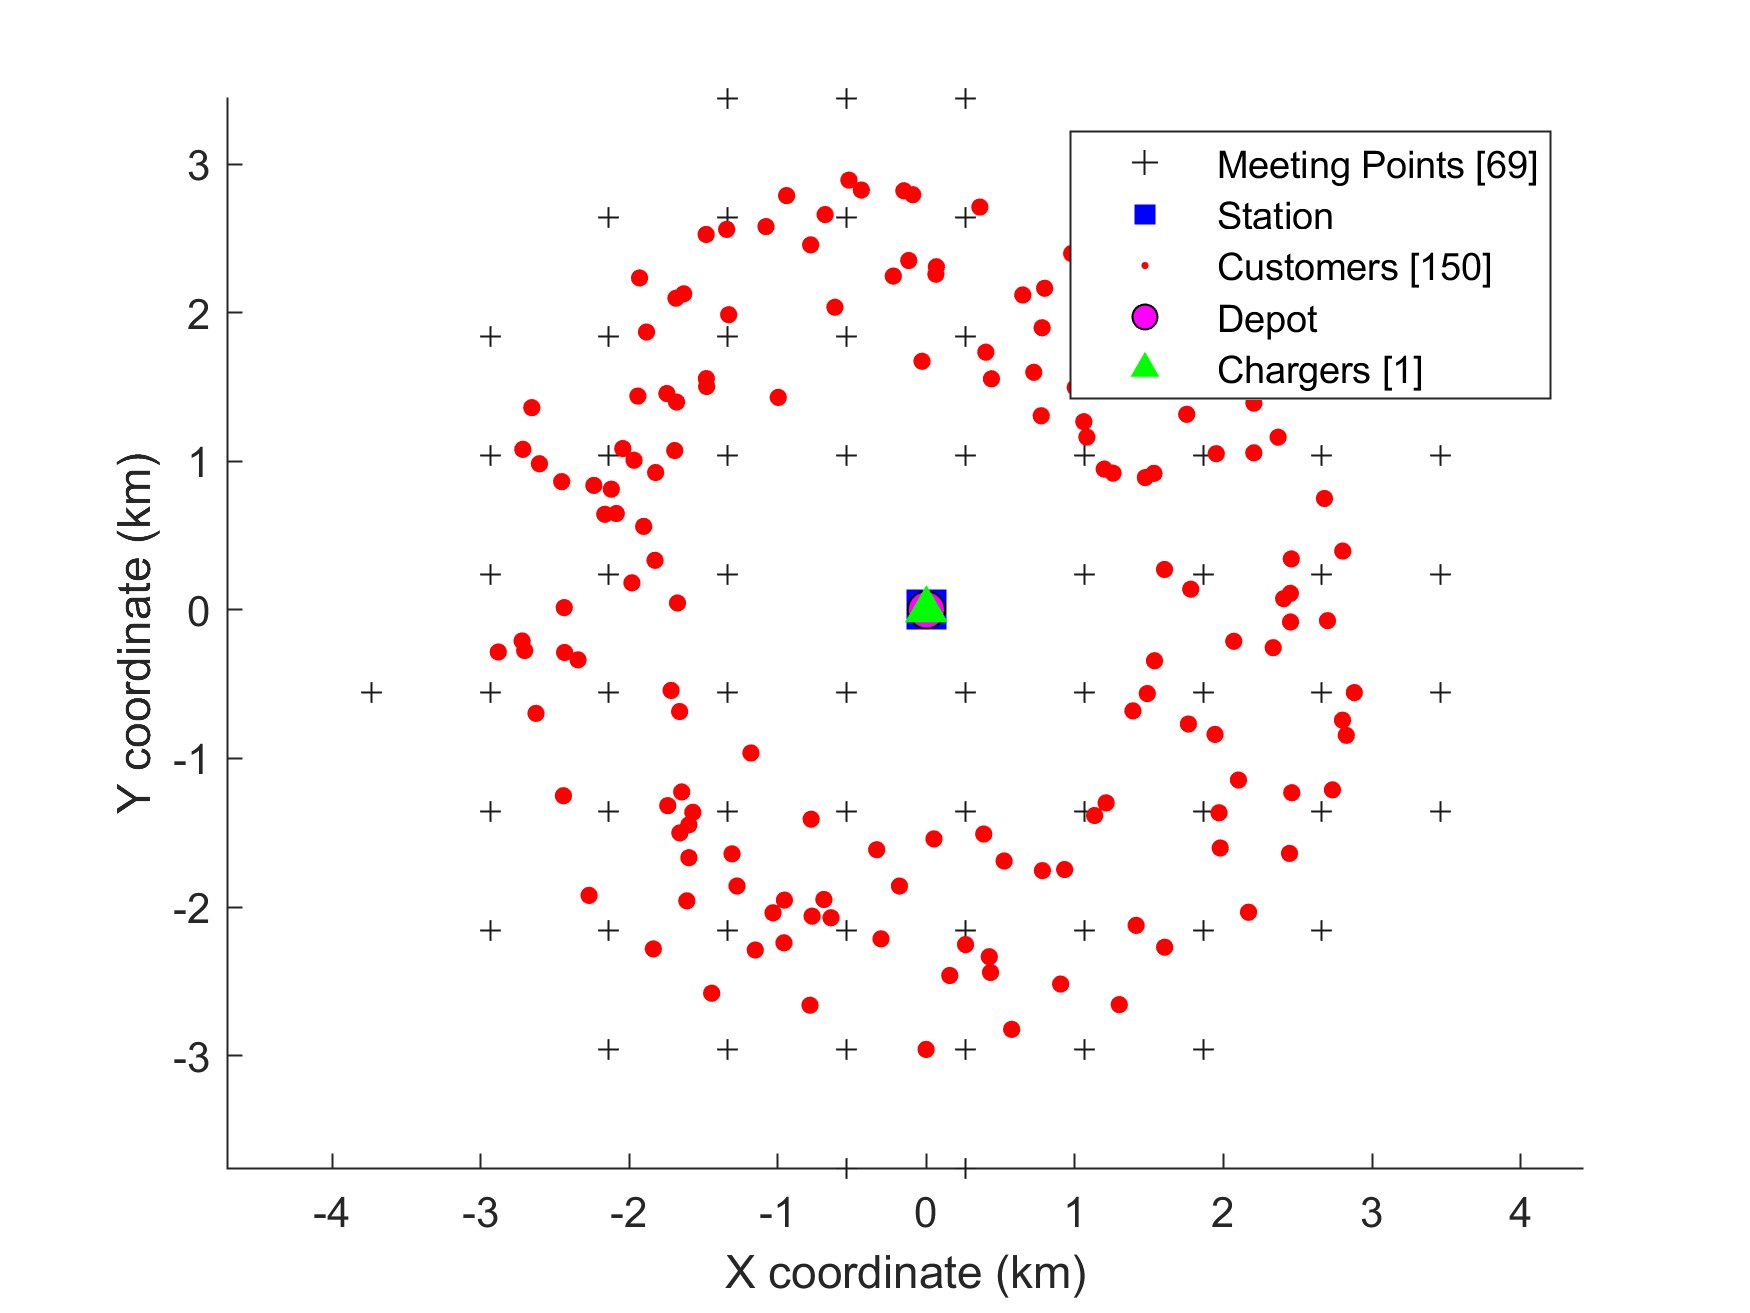 3
2
1
0
-1
-2
-3
Y coordinate (km)
Meeting Points [69]
Station
Customers [150]
Depot
Chargers [1]
-4 -3 -2 -1 0 1 2 3 4
X coordinate (km)